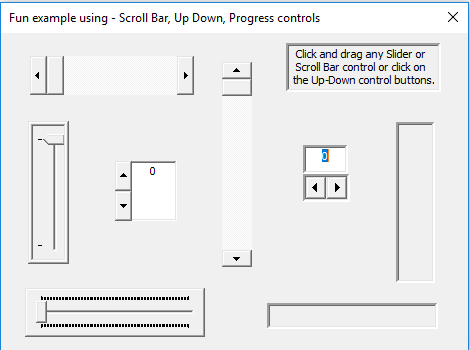 Fun example using - Scroll Bar, Up Down, Progress controls
Click and drag any Slider or
Scroll Bar control or click on
the Up-Down control buttons.
0
0